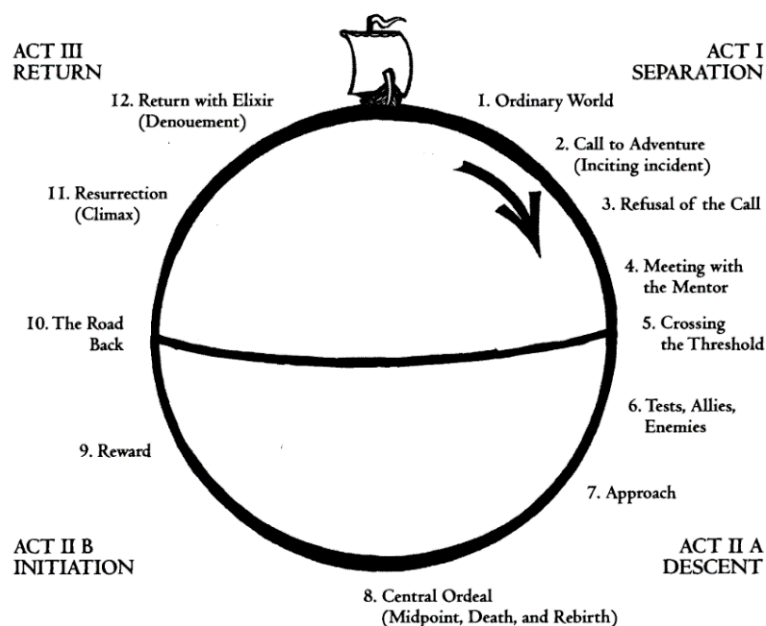 ACT III
RETURN
ACT I
SEPARATION
1. Ordinary World
2. Call to Adventure
(Inciting incident)
3. Refusal of the Call
4. Meeting with
the Mentor
5. Crossing
the Threshold
6. Tests, Allies,
Enemies
7. Approach
ACT II A
DESCENT
8. Central Ordeal
(Midpoint, Death, and Rebirth)
ACT II B
INITIATION
9. Reward
10. The Road
Back
11. Resurrection
(Climax)
12. Return with Elixir
(Denouement)